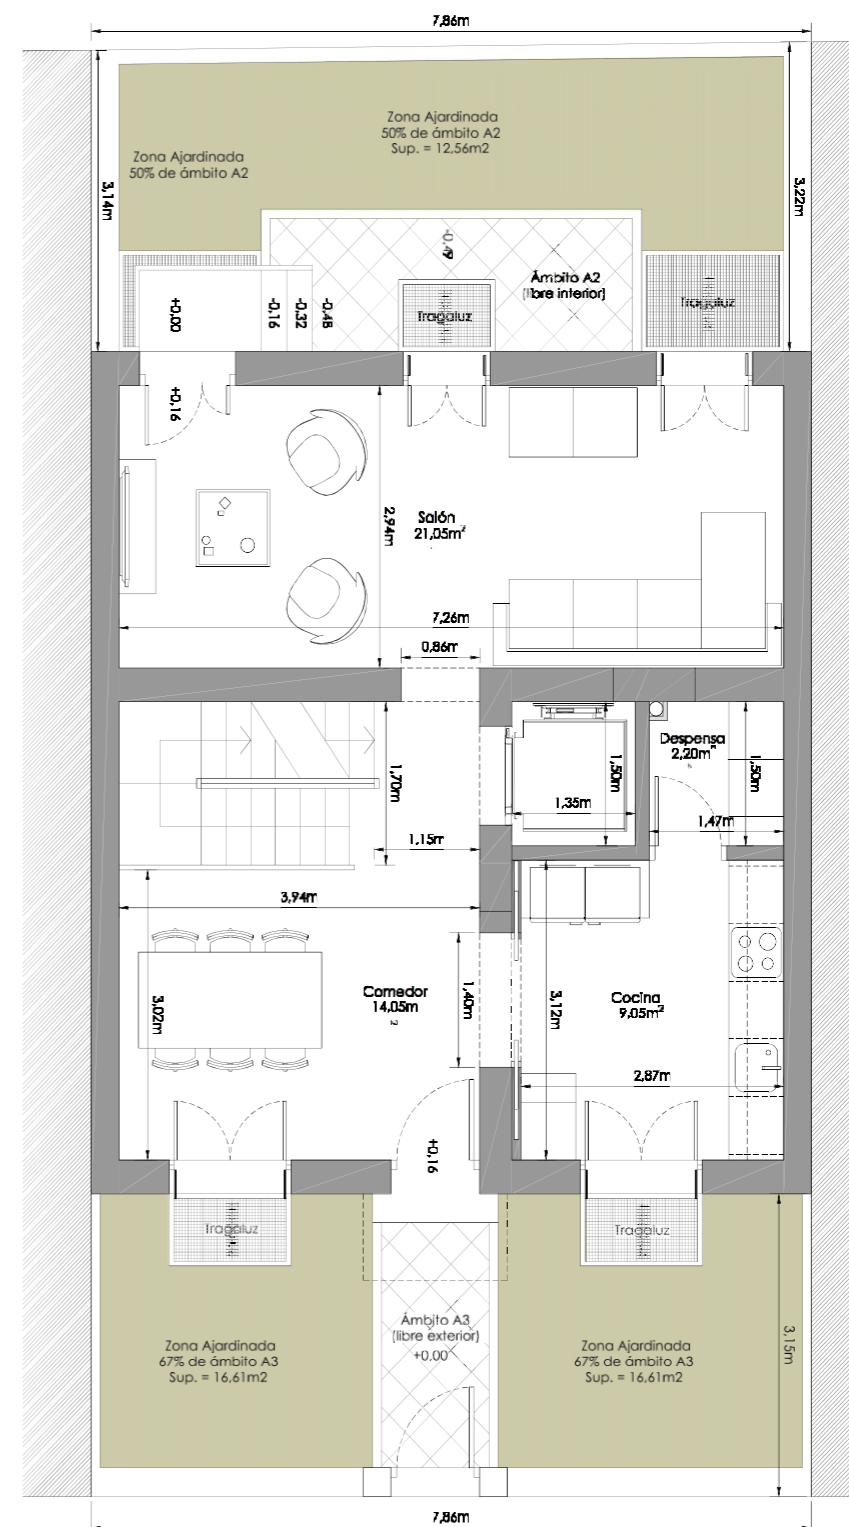 7,86m
Zona Ajardinada
50% de ámbito A2
Sup. = 12,56m2
Zona Ajardinada
50% de ámbito A2
3,14m
3,22m
-0,49
Ámbito A2
(libre interior)
+0,00
-0,16
-0,32
-0,48
Tragaluz
Tragaluz
+0,16
2,94m
Salón
21,05m²
7,26m
0,86m
1,70m
1,15m
1,50m
1,35m
Despensa
2,20m²
1,50m
1,47m
3,94m
3,02m
Comedor
14,05m
2
1,40m
3,12m
Cocina
9,05m²
2,87m
+0,16
Tragaluz
Tragaluz
Ámbito A3
(libre exterior)
+0,00
Zona Ajardinada
67% de ámbito A3
Sup. = 16,61m2
Zona Ajardinada
67% de ámbito A3
Sup. = 16,61m2
3,15m
7,86m